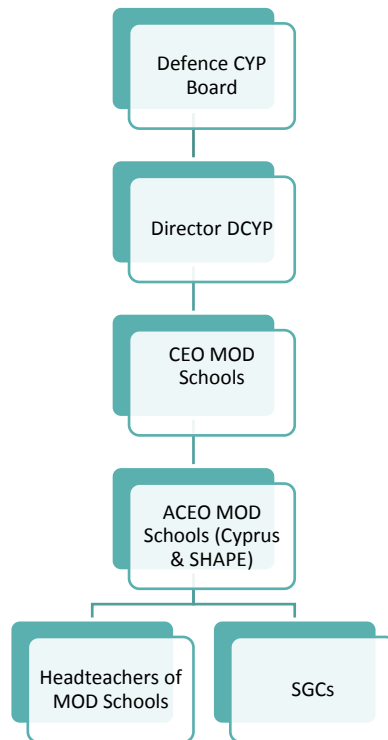 Defence CYP
Board
Director DCYP
CEO MOD
Schools
ACEO MOD
Schools (Cyprus
& SHAPE)
Headteachers of
MOD Schools
SGCs